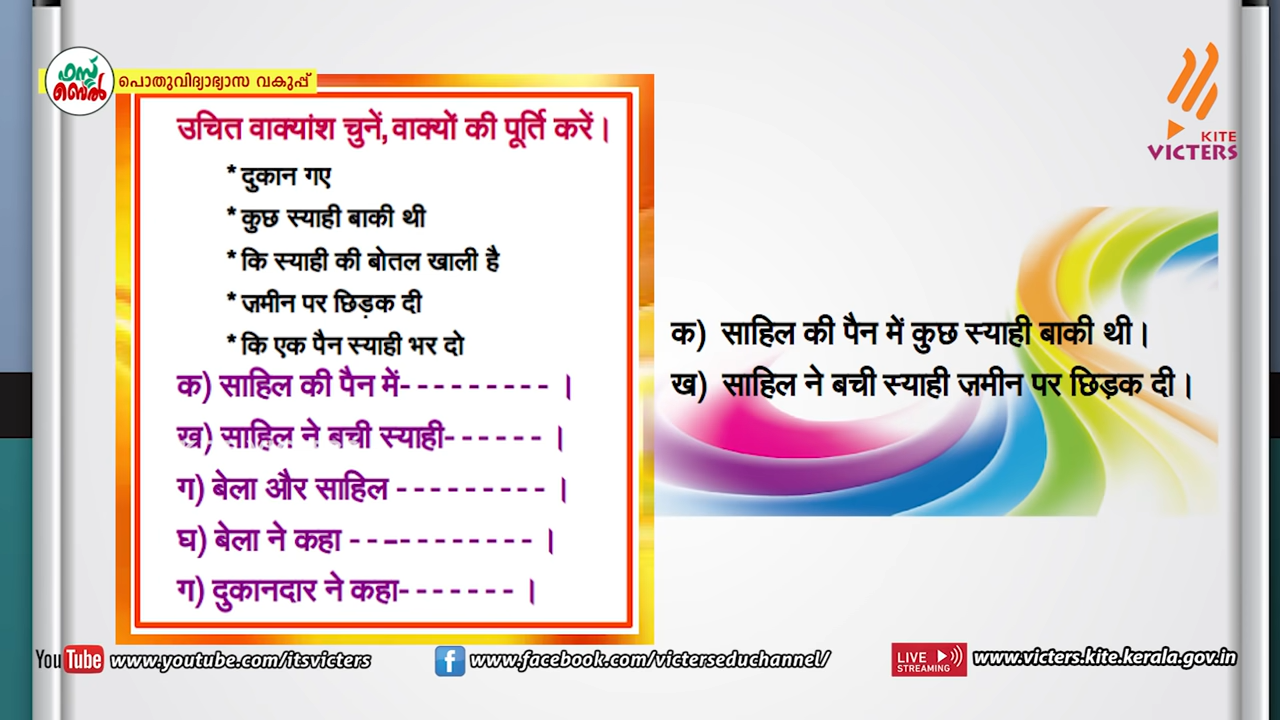 ഫസ്റ്റ്
ബെൽ
പൊതുവിദ്യാഭ്യാസ വകുപ്പ്
KITE
VICTERS
उचित वाक्यांश चुनें, वाक्यों की पूर्ति करें।
* दुकान गए
* कुछ स्याही बाकी थी
* कि स्याही की बोतल खाली है
* ज़मीन पर छिड़क दी
* कि एक पैन स्याही भर दो
क) साहिल की पैन में- - - - - - - - - ।
ख) साहिल ने बची स्याही- - - - - - ।
ग) बेला और साहिल - - - - - - - - - ।
घ) बेला ने कहा - - – - - - - - - - - ।
ग) दुकानदार ने कहा- - - - - - - ।
क) साहिल की पैन में कुछ स्याही बाकी थी।
ख) साहिल ने बची स्याही ज़मीन पर छिड़क दी।
YouTube www.youtube.com/itsvicters
f www.facebook.com/victerseduchannel/
LIVE STREAMING www.victers.kite.kerala.gov.in